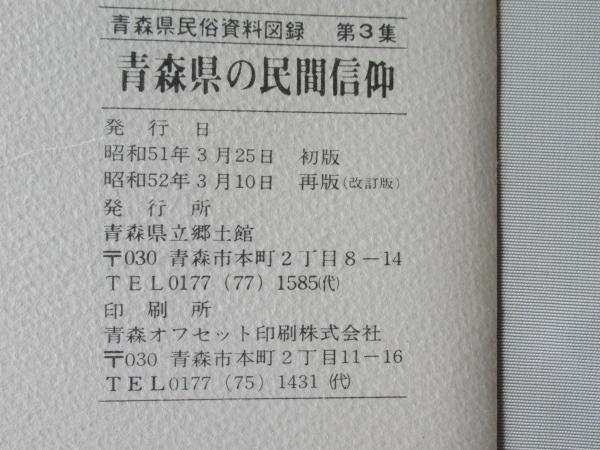 青森県民俗資料図録　第3集
青森県の民間信仰
発行日
昭和51年3月25日　初版
昭和52年3月10日　再版(改訂版)
発行所
青森県立郷土館
〒030 青森市本町2丁目8−14
TEL0177 (77) 1585(代)
印刷所
青森オフセット印刷株式会社
〒030 青森市本町2丁目11−16
TEL0177 (75) 1431 (代)